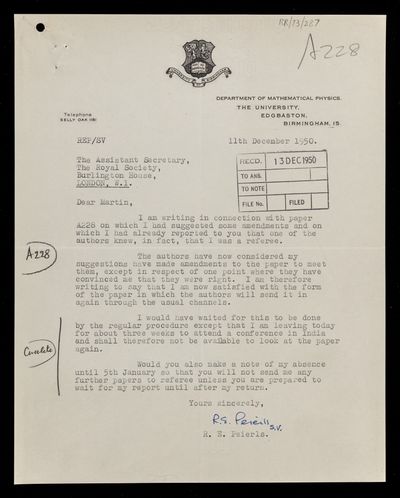 RR/73/287
A228
DEPARTMENT OF MATHEMATICAL PHYSICS.
THE UNIVERSITY,
EDGBASTON,
BIRMINGHAM, 15.
Telephone
SELLY OAK 1181
REP/SV
11th December 1950.
The Assistant Secretary,
The Royal Society,
Burlington House,
LONDON, W.1.
RECD. 13 DEC 1950
TO ANS.
TO NOTE
FILE No. FILED
Dear Martin,
I am writing in connection with paper
A228 on which I had suggested some amendments and on
which I had already reported to you that one of the
authors knew, in fact, that I was a referee.
A228
The authors have now considered my
suggestions have made amendments to the paper to meet
them, except in respect of one point where they have
convinced me that they were right. I am therefore
writing to say that I am now satisfied with the form
of the paper in which the authors will send it in
again through the usual channels.
I would have waited for this to be done
by the regular procedure except that I am leaving today
for about three weeks to attend a conference in India
and shall therefore not be available to look at the paper
again.
Circulate
Would you also make a note of my absence
until 5th January so that you will not send me any
further papers to referee unless you are prepared to
wait for my report until after my return.
Yours sincerely,
R.E. Peierls
S.V.
R. E. Peierls.